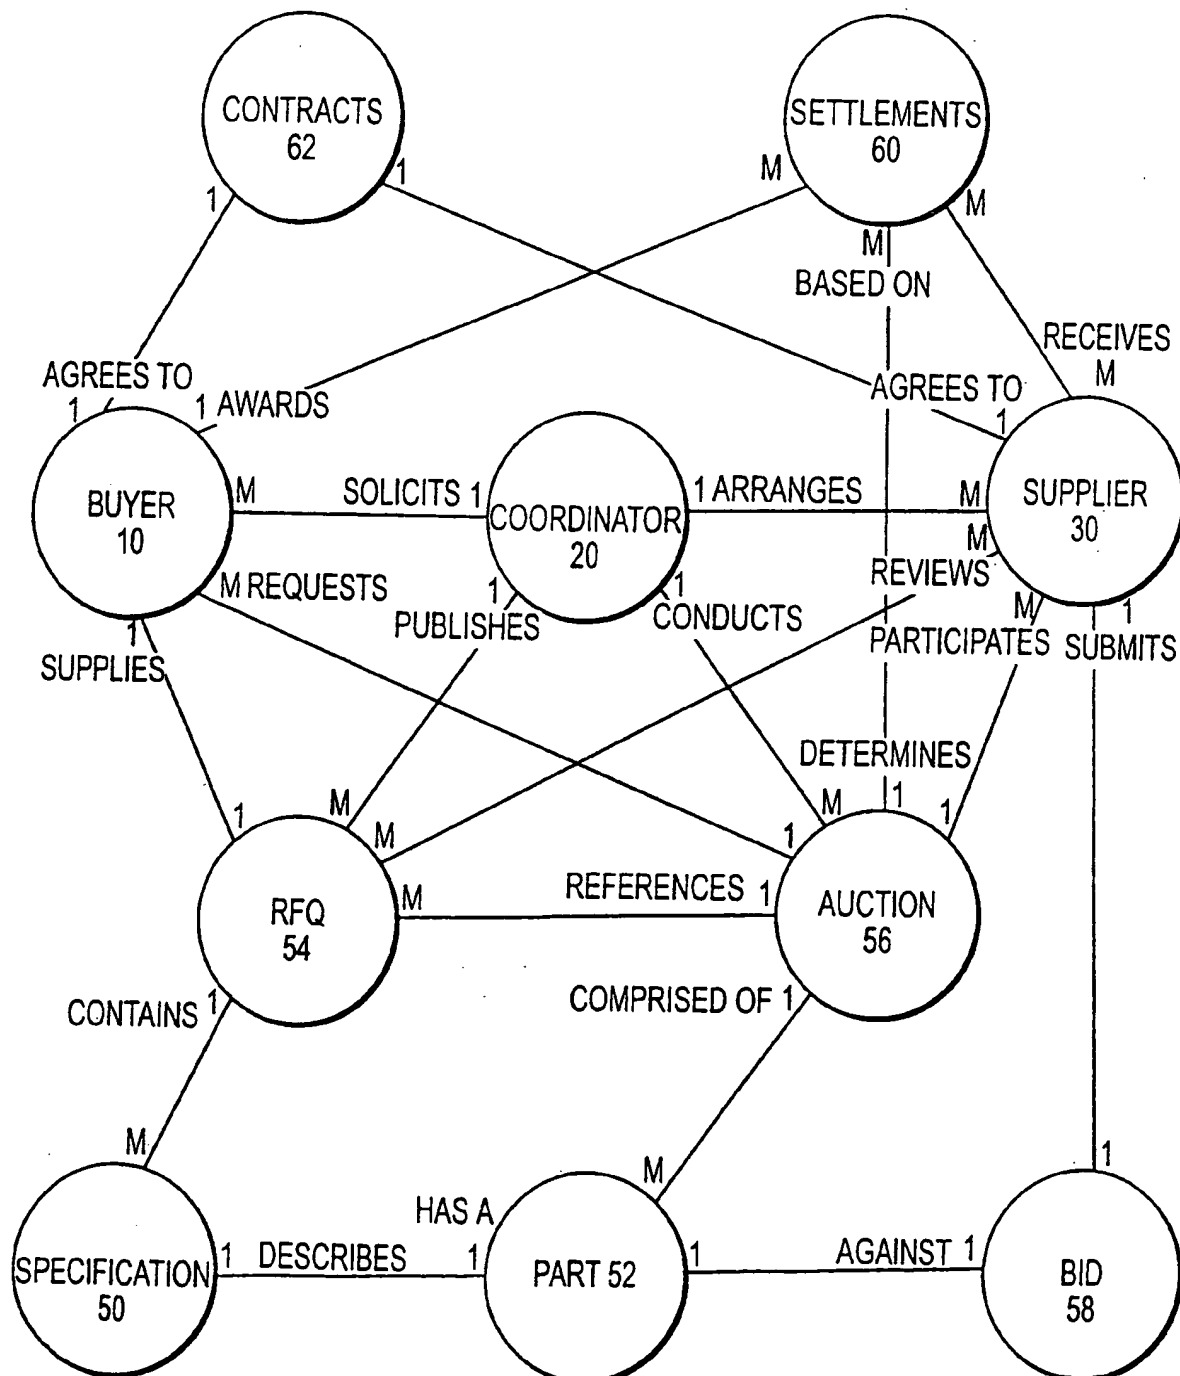 CONTRACTS
62
SETTLEMENTS
60
1
1
M
M
M
BASED ON
RECEIVES
M
AGREES TO
1
1
AWARDS
AGREES TO
1
BUYER
10
M
SOLICITS
1
COORDINATOR
20
1
ARRANGES
M
SUPPLIER
30
M
REVIEWS
M
REQUESTS
1
PUBLISHES
1
CONDUCTS
M
PARTICIPATES
1
SUBMITS
1
SUPPLIES
DETERMINES
1
M
M
M
1
1
1
RFQ
54
M
REFERENCES
1
AUCTION
56
CONTAINS
1
COMPRISED OF
1
M
M
1
SPECIFICATION
50
1
DESCRIBES
HAS A
1
PART 52
1
AGAINST
1
BID
58